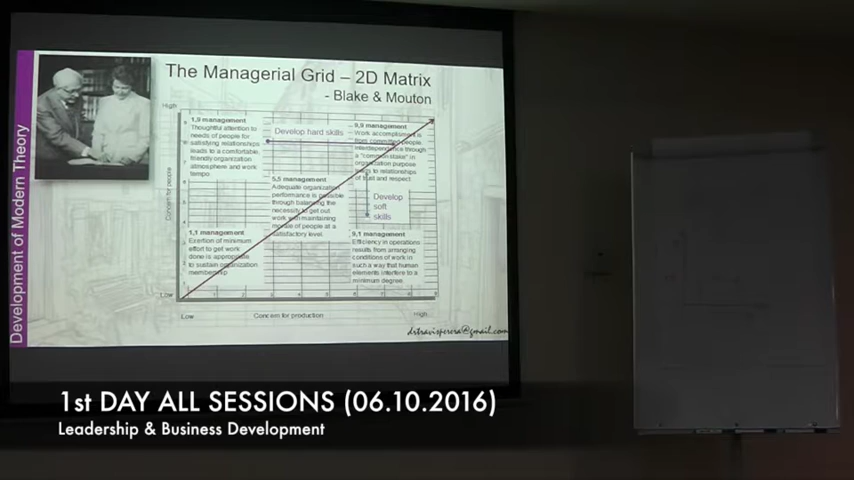 The Managerial Grid – 2D Matrix
- Blake & Mouton
Development of Modern Theory
High
1,9 management
Thoughtful attention to
needs of people for
satisfying relationships
leads to a comfortable,
friendly organization
atmosphere and work
tempo.
Develop hard skills
9,9 management
Work accomplishment is
from committed people,
interdependence through
a "common stake" in
organization purpose
leads to relationships
of trust and respect.
5,5 management
Adequate organization
performance is possible
through balancing the
necessity to get out
work with maintaining
morale of people at a
satisfactory level.
Develop
soft
skills
1,1 management
Exertion of minimum
effort to get work
done is appropriate
to sustain organization
membership
9,1 management
Efficiency in operations
results from arranging
conditions of work in
such a way that human
elements interfere to a
minimum degree.
Concern for people
Low
Low
Concern for production
High
drtravisperera@gmail.com
1st DAY ALL SESSIONS (06.10.2016)
Leadership & Business Development